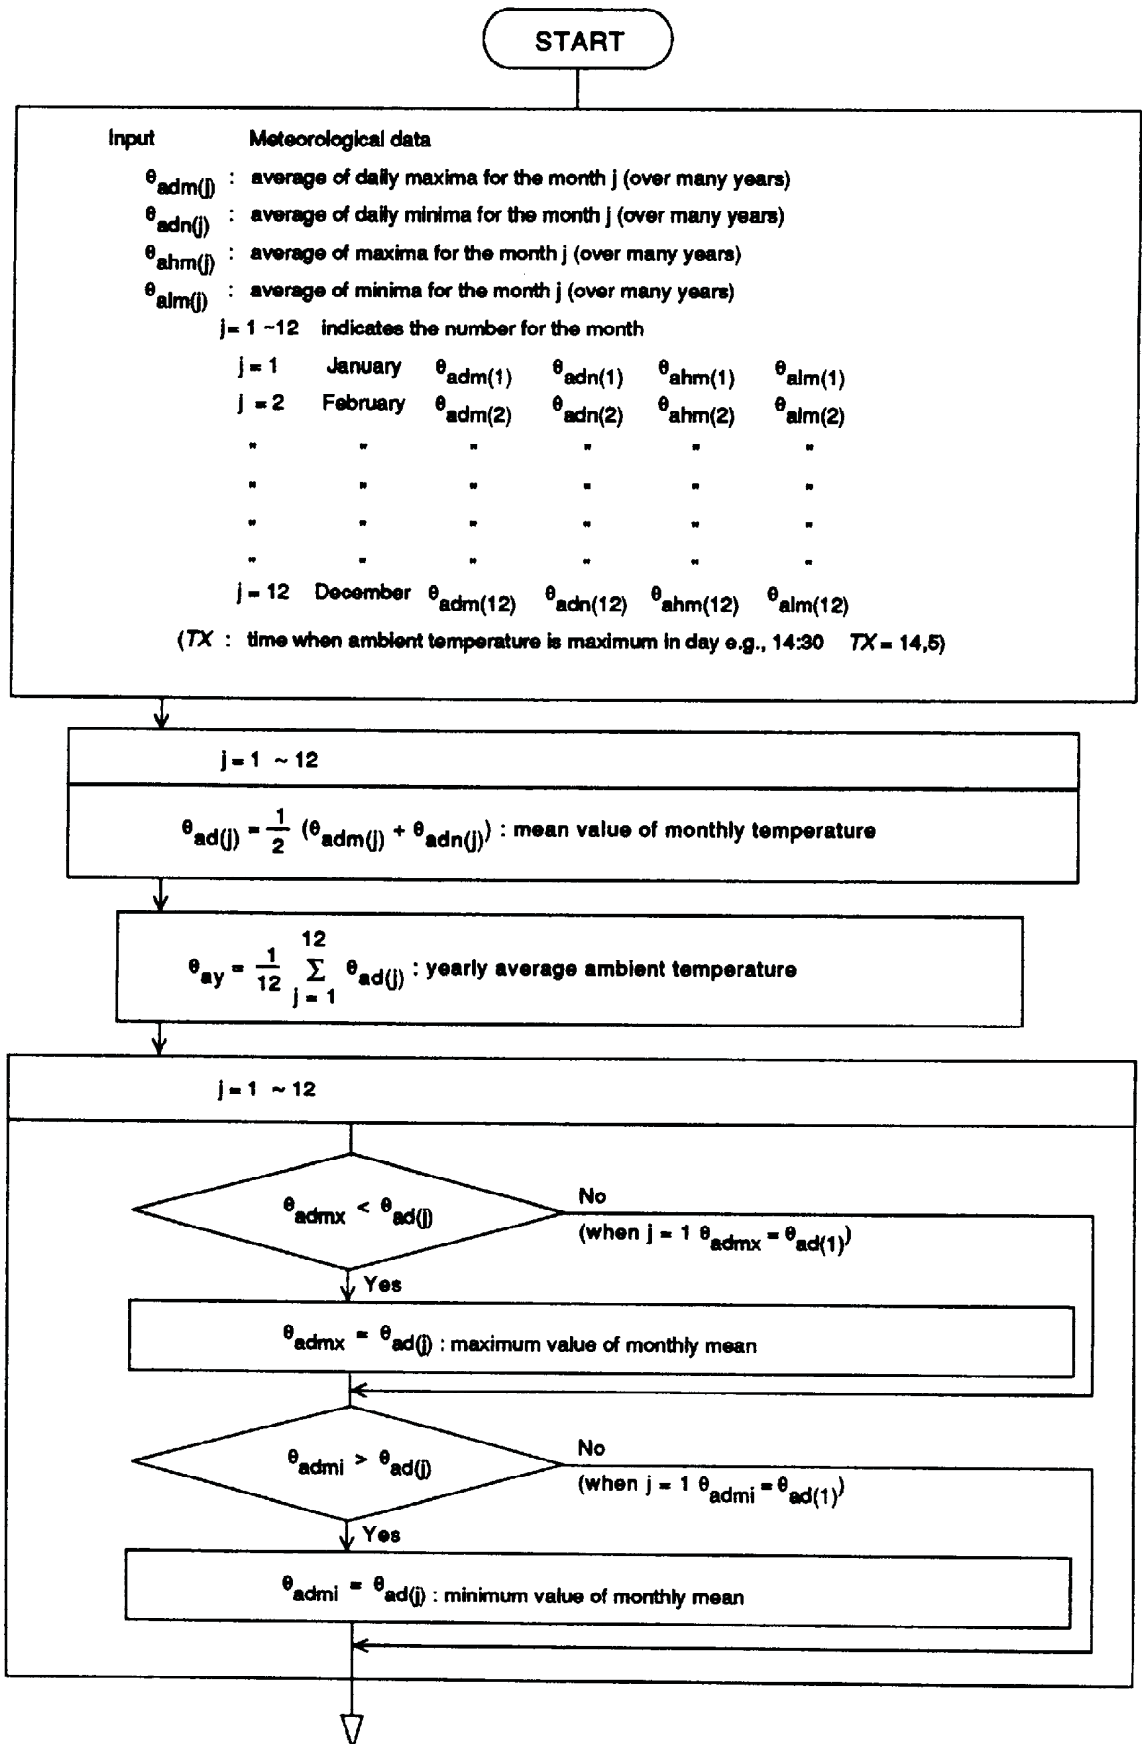 START
Input Meteorological data
θadm(j) : average of daily maxima for the month j (over many years)
θadn(j) : average of daily minima for the month j (over many years)
θahm(j) : average of maxima for the month j (over many years)
θalm(j) : average of minima for the month j (over many years)
j = 1 ~12 indicates the number for the month
j = 1 January θadm(1) θadn(1) θahm(1) θalm(1)
j = 2 February θadm(2) θadn(2) θahm(2) θalm(2)
" " " " " "
" " " " " "
" " " " " "
" " " " " "
j = 12 December θadm(12) θadn(12) θahm(12) θalm(12)
(TX : time when ambient temperature is maximum in day e.g., 14:30 TX = 14,5)
j = 1 ~ 12
θad(j) = 1/2 (θadm(j) + θadn(j)) : mean value of monthly temperature
θay = 1/12 12 Σ j = 1 θad(j) : yearly average ambient temperature
j = 1 ~ 12
θadmx < θad(j)
No
(when j = 1 θadmx = θad(1))
Yes
θadmx = θad(j) : maximum value of monthly mean
θadmi > θad(j)
No
(when j = 1 θadmi = θad(1))
Yes
θadmi = θad(j) : minimum value of monthly mean